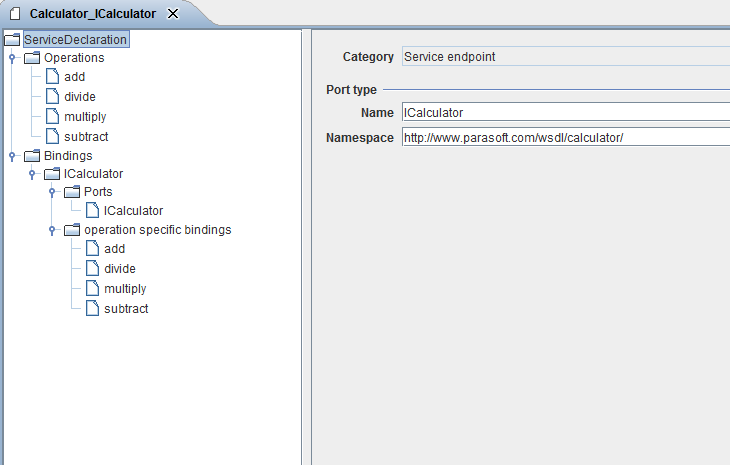 Calculator_ICalculator
ServiceDeclaration
Operations
add
divide
multiply
subtract
Bindings
ICalculator
Ports
ICalculator
operation specific bindings
add
divide
multiply
subtract
Category Service endpoint
Port type
Name ICalculator
Namespace http://www.parasoft.com/wsdl/calculator/